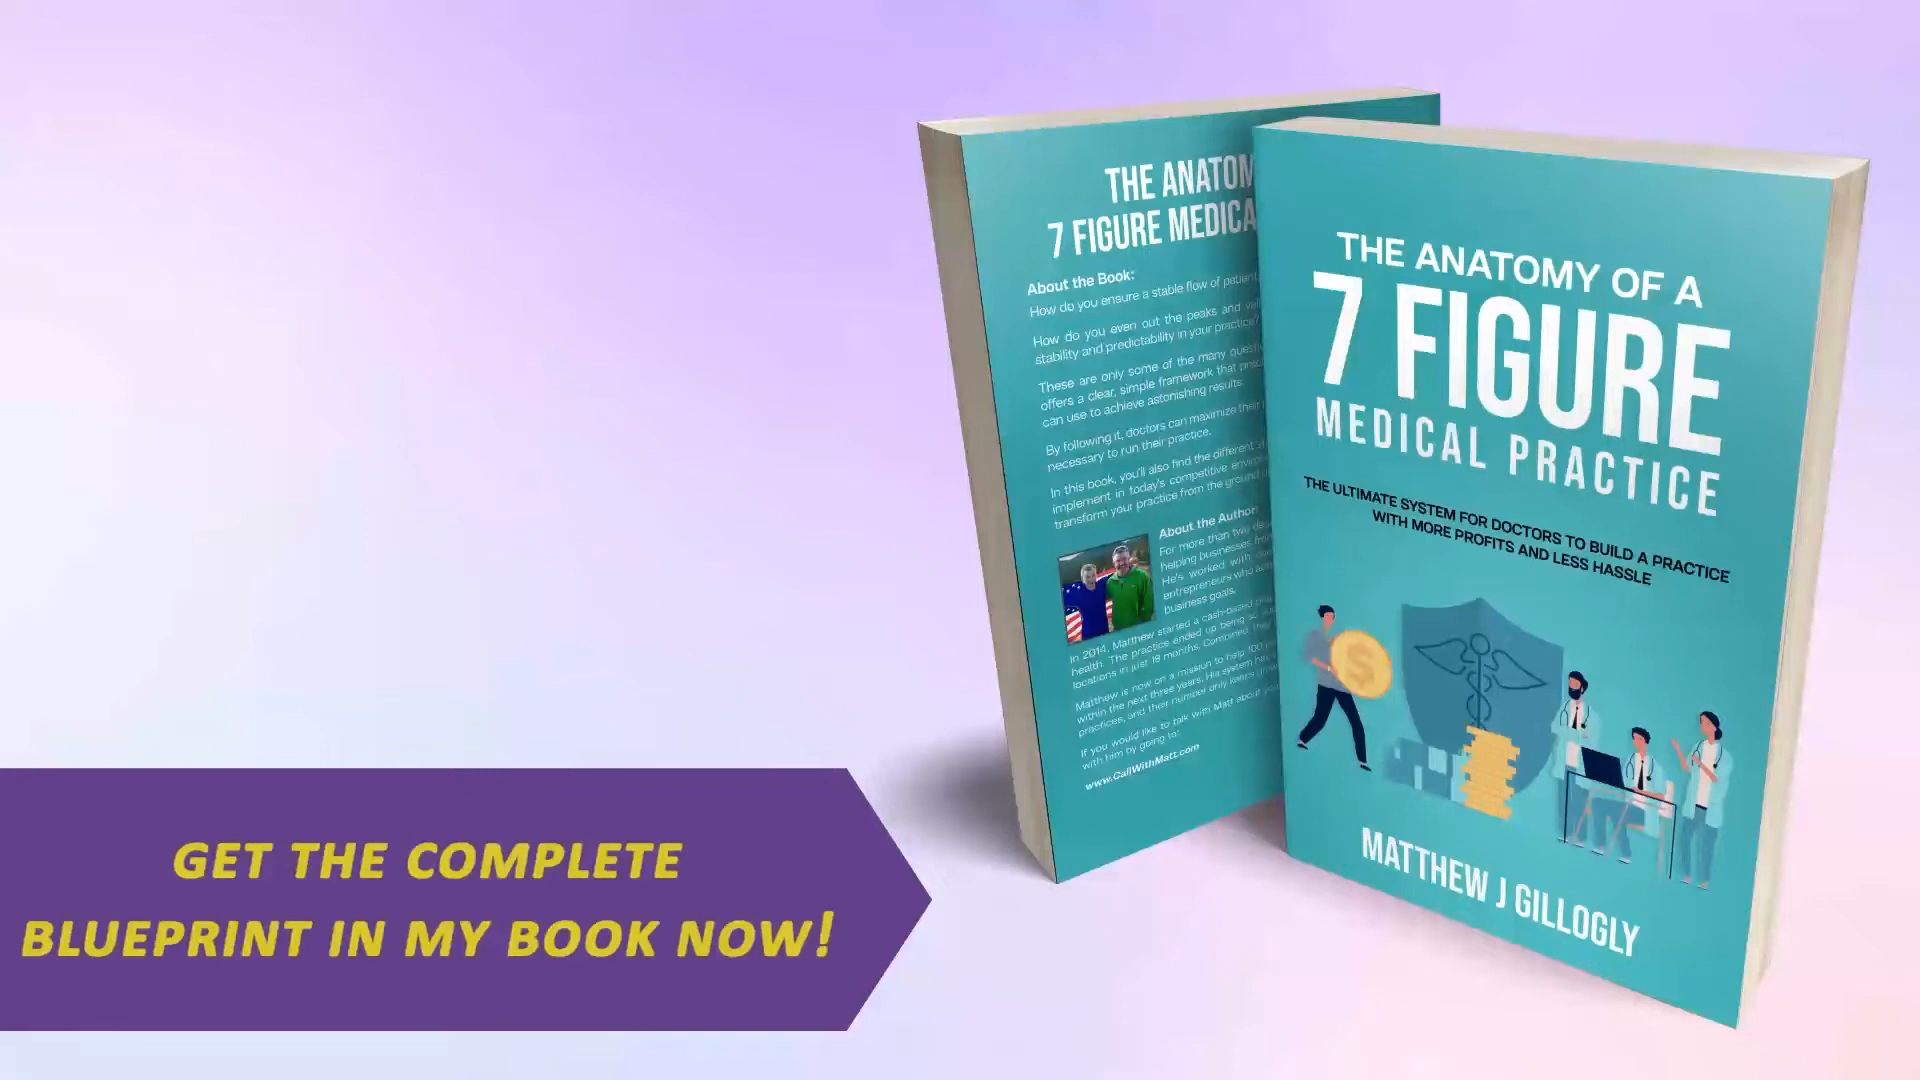 THE ANATOM
7 FIGURE MEDICA
About the Book:
How do you ensure a stable flow of patient
How do you even out the peaks and
stability and predictability in your practice?
These are only some of the many
offers a clear, simple framework that
can use to achieve astonishing results.
By following it, doctors can maximize their
necessary to run their practice.
In this book, you'll also find the different
implement in today's competitive
transform your practice from the ground
About the Author:
For more than two
helping businesses
He's worked with
entrepreneurs who
business goals.
In 2014, Matthew started a cash-based
health. The practice ended up being so
locations in just 18 months. Combined,
Matthew is now on a mission to help 100
within the next three years. His system
practices, and their number only keeps
If you would like to talk with Matt about
with him by going to:
www.CallWithMatt.com
THE ANATOMY OF A
7 FIGURE
MEDICAL PRACTICE
THE ULTIMATE SYSTEM FOR DOCTORS TO BUILD A PRACTICE
WITH MORE PROFITS AND LESS HASSLE
MATTHEW J GILLOGLY
GET THE COMPLETE
BLUEPRINT IN MY BOOK NOW!